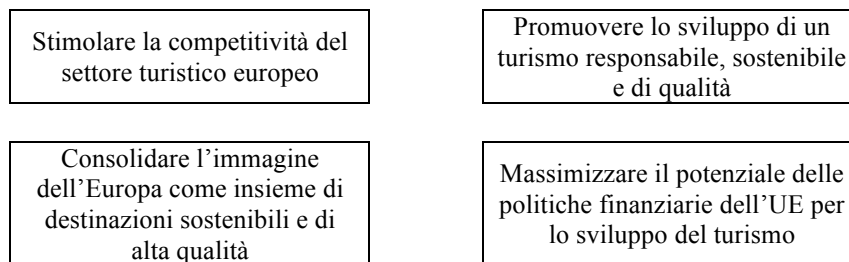 Stimolare la competitività del
settore turistico europeo
Promuovere lo sviluppo di un
turismo responsabile, sostenibile
e di qualità
Consolidare l’immagine
dell’Europa come insieme di
destinazioni sostenibili e di
alta qualità
Massimizzare il potenziale delle
politiche finanziarie dell’UE per
lo sviluppo del turismo